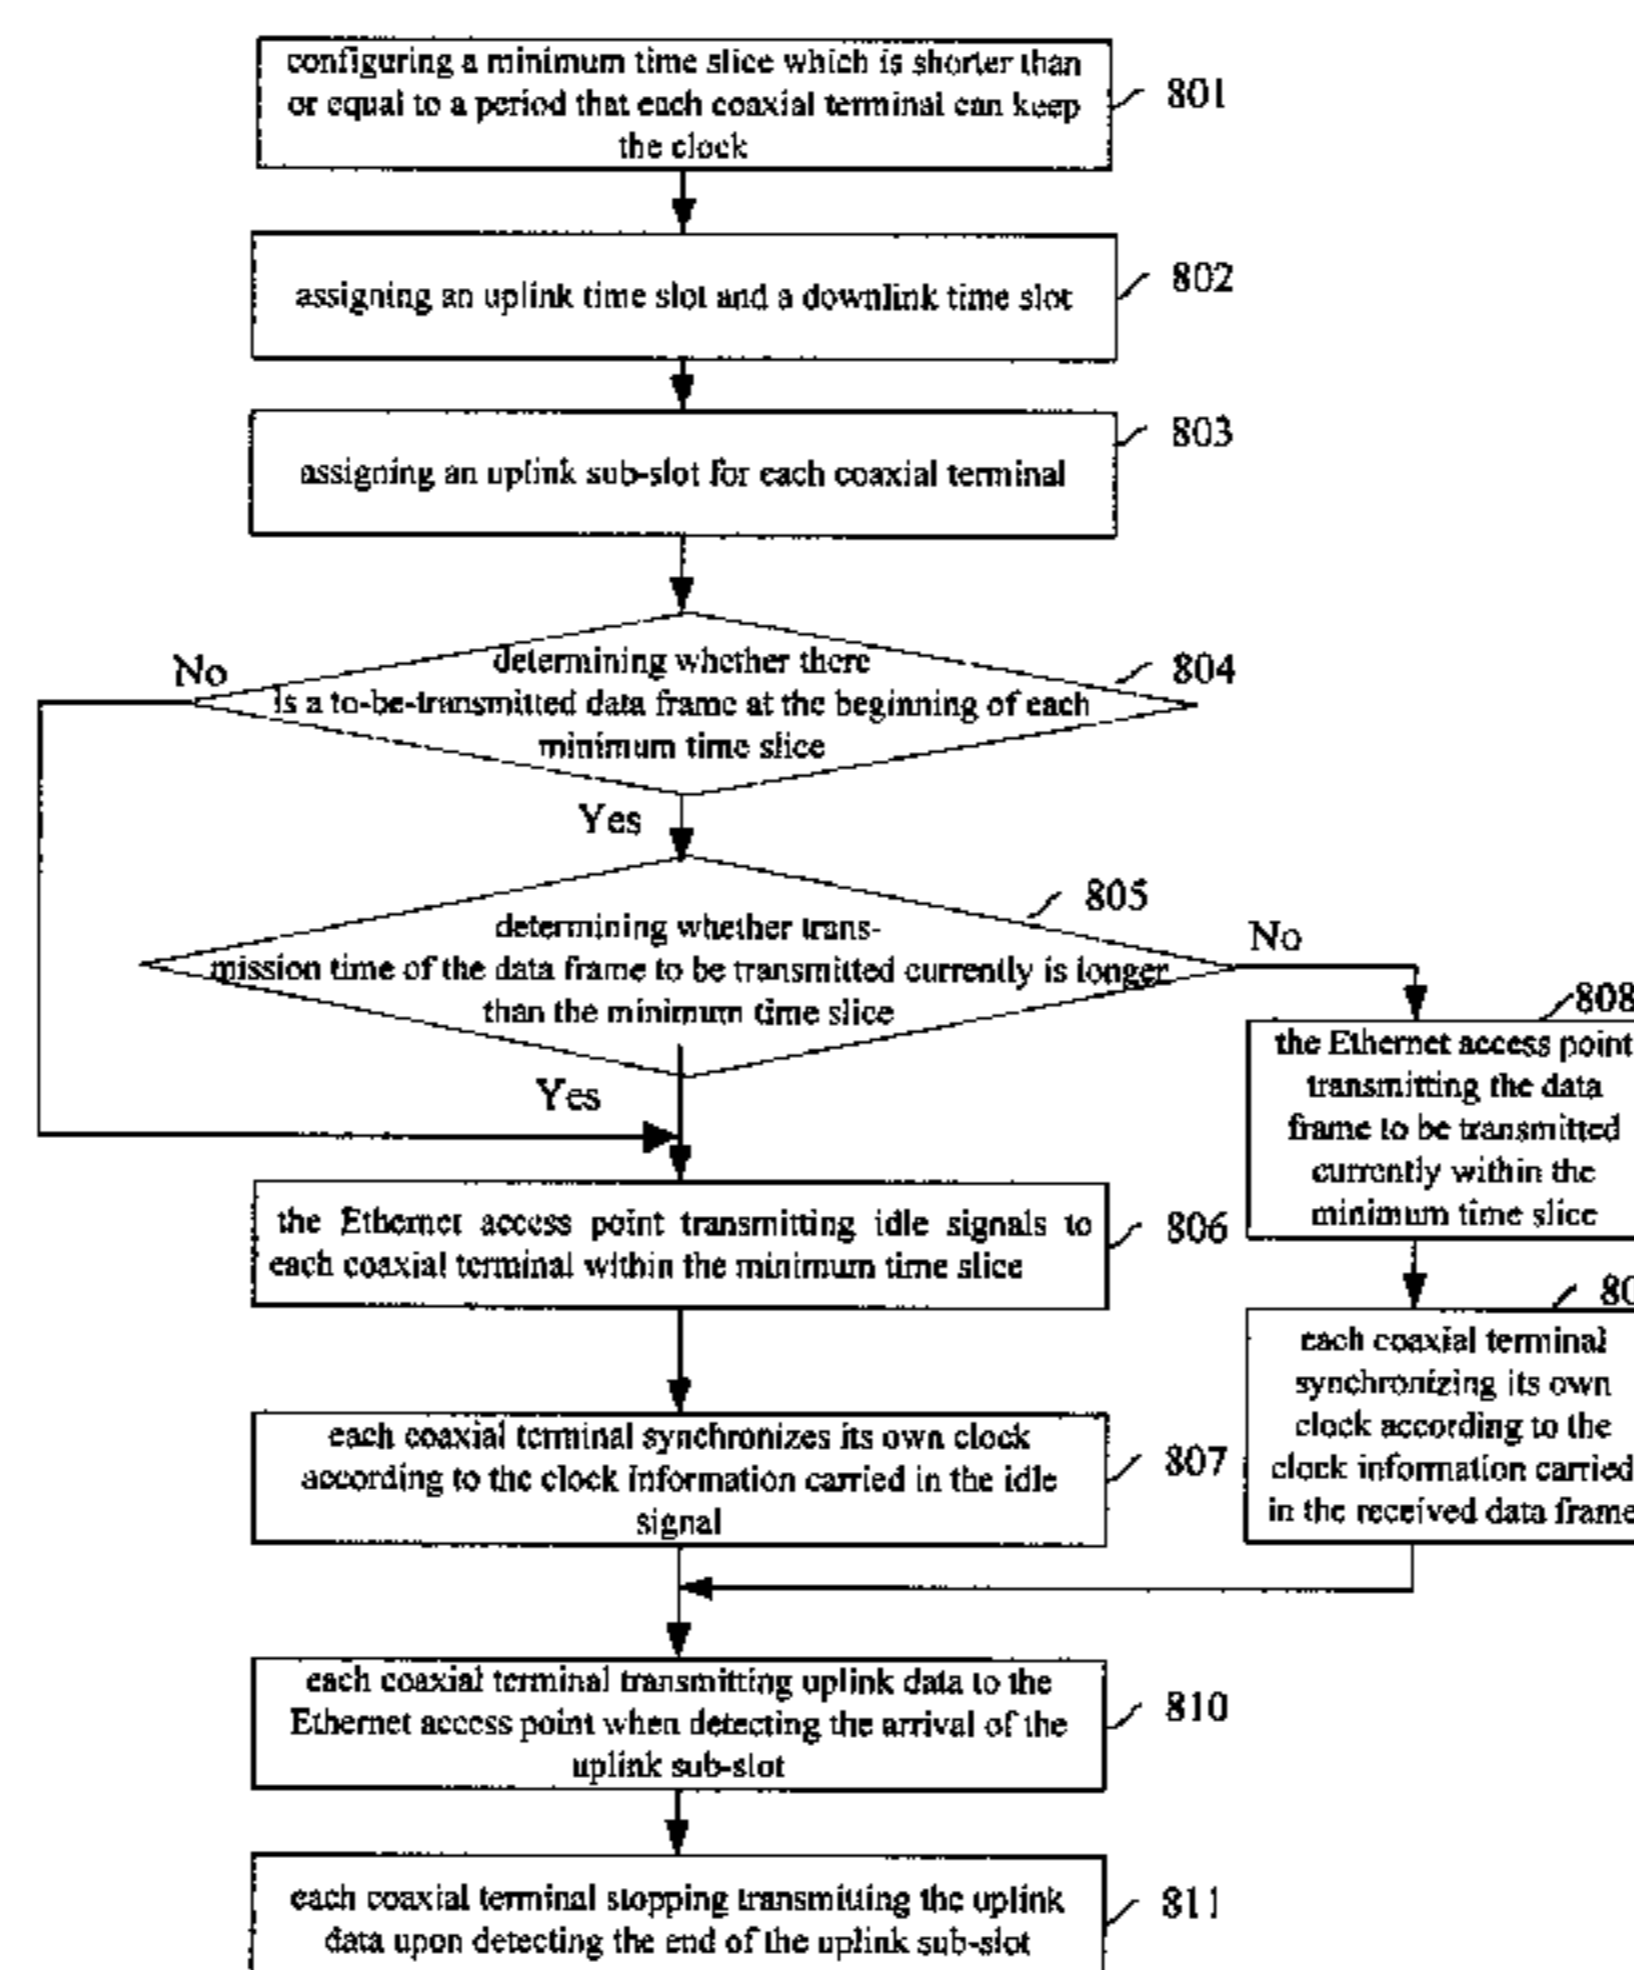 configuring a minimum time slice which is shorter than
or equal to a period that each coaxial terminal can keep
the clock
801
assigning an uplink time slot and a downlink time slot
802
assigning an uplink sub-slot for each coaxial terminal
803
No
determining whether there
is a to-be-transmitted data frame at the beginning of each
minimum time slice
804
Yes
determining whether trans-
mission time of the data frame to be transmitted currently is longer
than the minimum time slice
805
No
Yes
808
the Ethernet access point
transmitting the data
frame to be transmitted
currently within the
minimum time slice
the Ethernet access point transmitting idle signals to
each coaxial terminal within the minimum time slice
806
80
each coaxial terminal
synchronizing its own
clock according to the
clock information carried
in the received data frame
each coaxial terminal synchronizes its own clock
according to the clock information carried in the idle
signal
807
each coaxial terminal transmitting uplink data to the
Ethernet access point when detecting the arrival of the
uplink sub-slot
810
each coaxial terminal stopping transmitting the uplink
data upon detecting the end of the uplink sub-slot
811